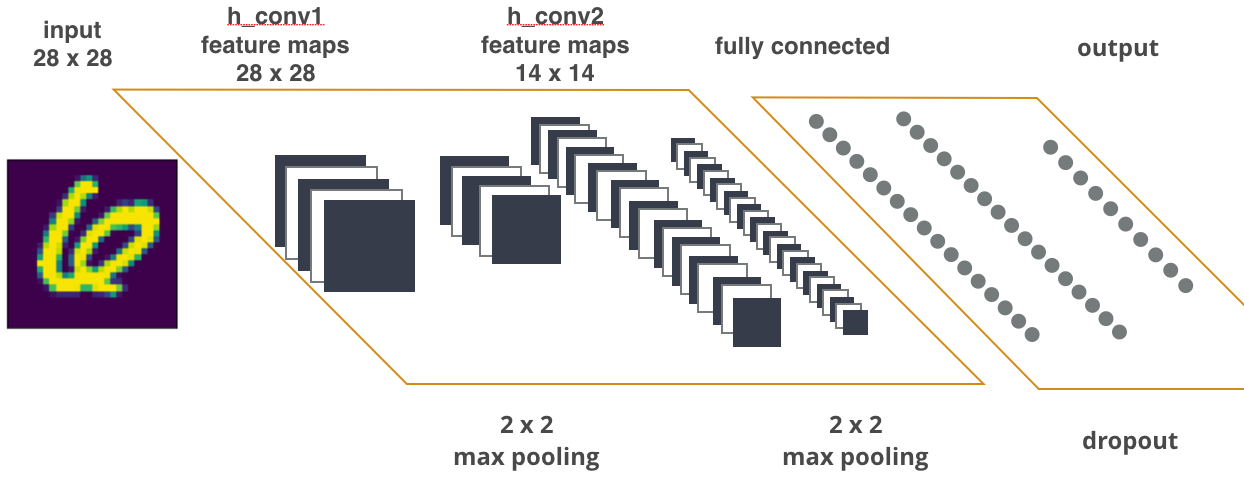 input
28 x 28
h_conv1
feature maps
28 x 28
h_conv2
feature maps
14 x 14
fully connected
output
2 x 2
max pooling
2 x 2
max pooling
dropout